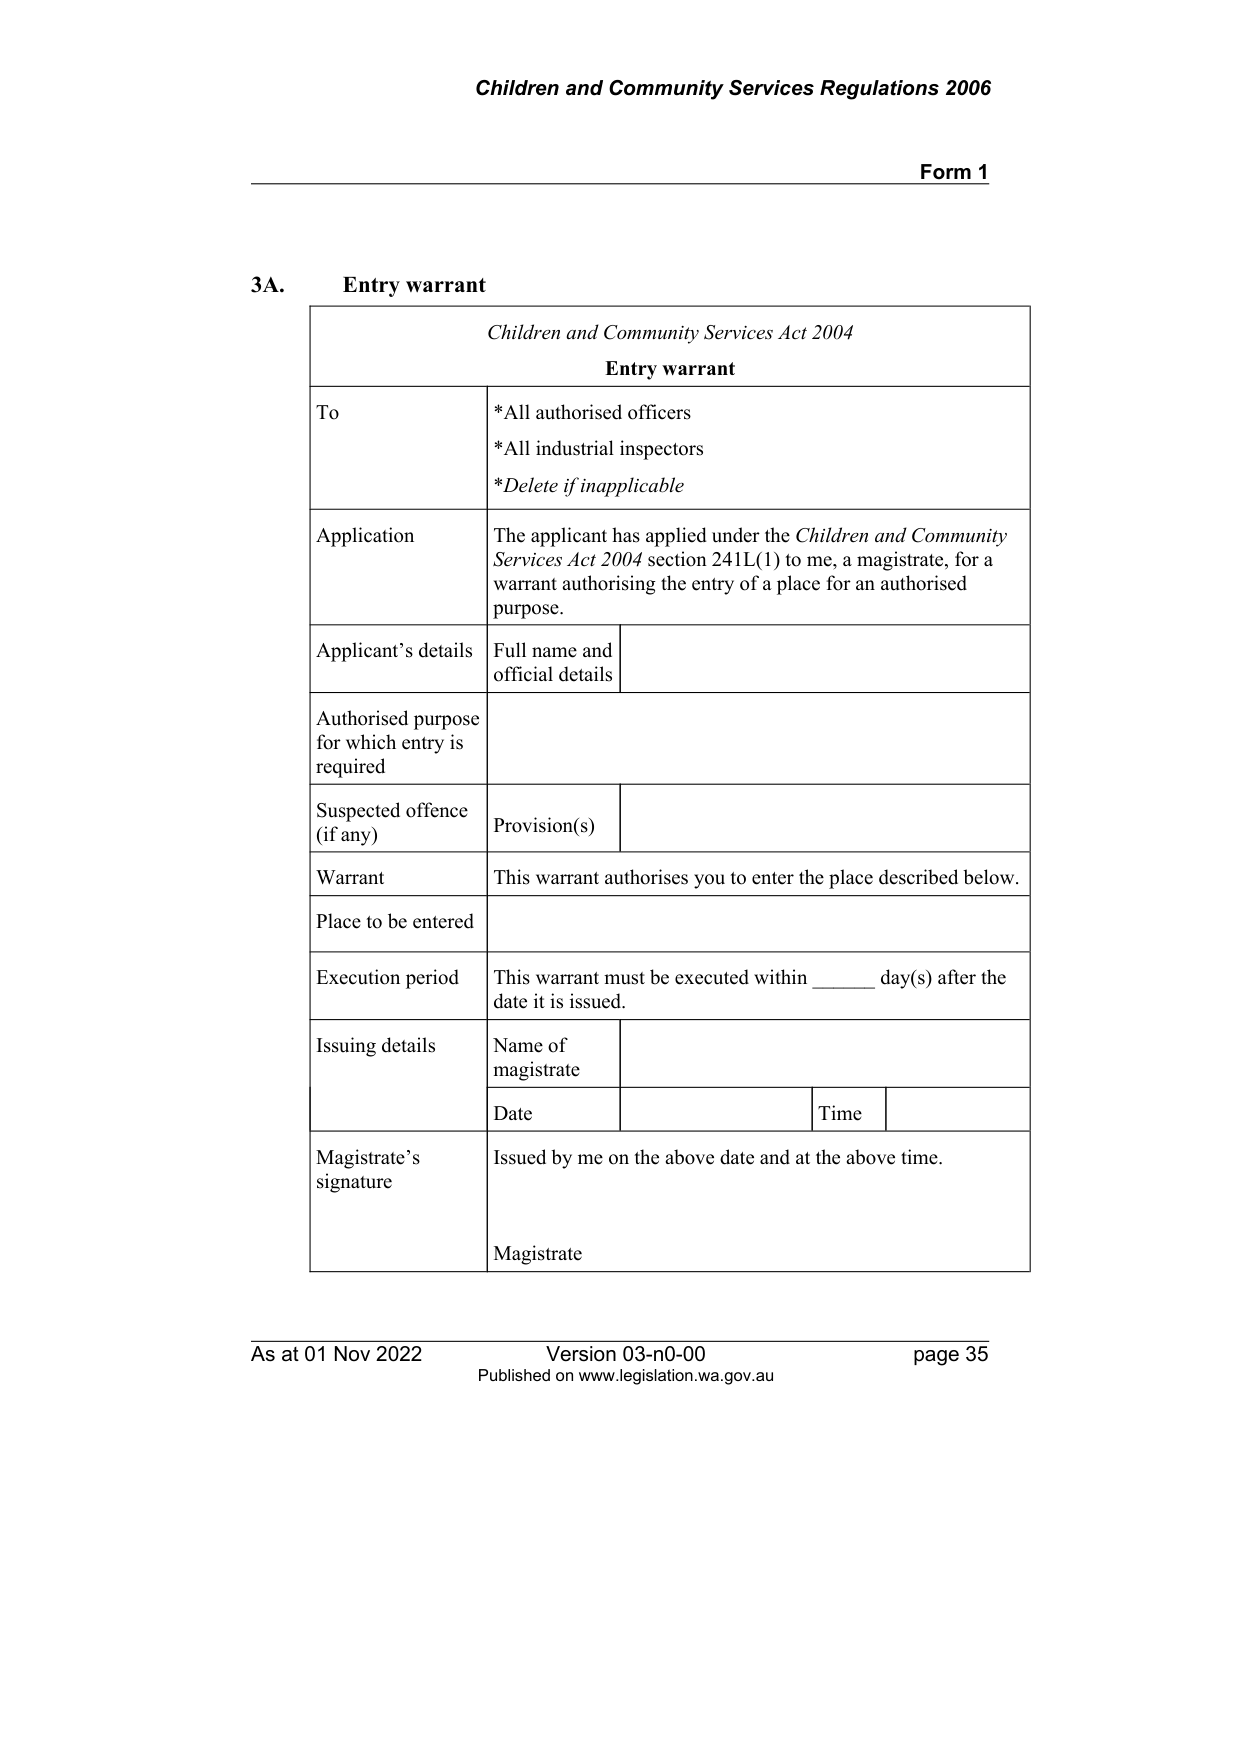 Children and Community Services Regulations 2006
Form 1
3A. Entry warrant
Children and Community Services Act 2004
Entry warrant
To
*All authorised officers
*All industrial inspectors
*Delete if inapplicable
Application
The applicant has applied under the Children and Community
Services Act 2004 section 241L(1) to me, a magistrate, for a
warrant authorising the entry of a place for an authorised
purpose.
Applicant’s details
Full name and
official details
Authorised purpose
for which entry is
required
Suspected offence
(if any)
Provision(s)
Warrant
This warrant authorises you to enter the place described below.
Place to be entered
Execution period
This warrant must be executed within ______ day(s) after the
date it is issued.
Issuing details
Name of
magistrate
Date
Time
Magistrate’s
signature
Issued by me on the above date and at the above time.
Magistrate
As at 01 Nov 2022 Version 03-n0-00 page 35
Published on www.legislation.wa.gov.au